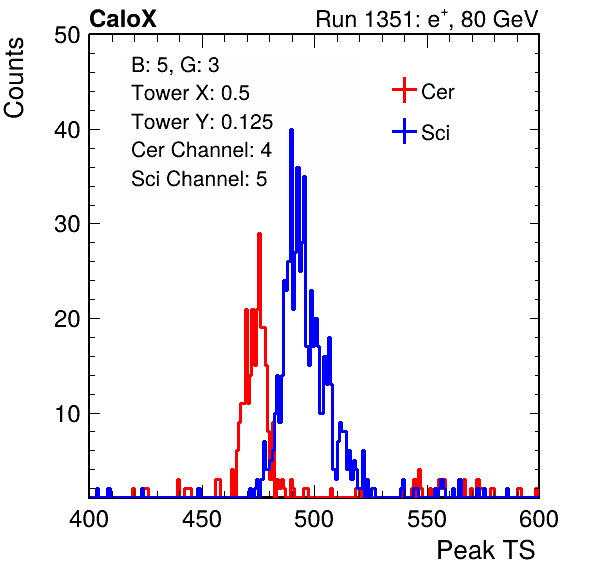 CaloX
Run 1351: e⁺, 80 GeV
Counts
50
40
30
20
10
B: 5, G: 3
Tower X: 0.5
Tower Y: 0.125
Cer Channel: 4
Sci Channel: 5
Cer
Sci
400 450 500 550 600
Peak TS